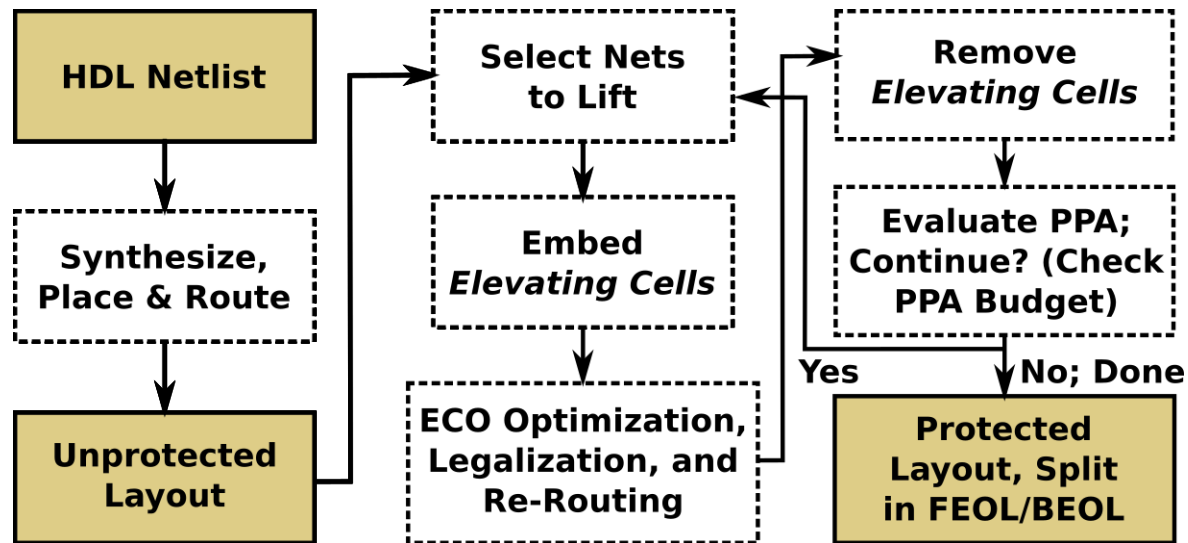 HDL Netlist
Synthesize,
Place & Route
Unprotected
Layout
Select Nets
to Lift
Embed
Elevating Cells
ECO Optimization,
Legalization, and
Re-Routing
Remove
Elevating Cells
Evaluate PPA;
Continue? (Check
PPA Budget)
Yes
No; Done
Protected
Layout, Split
in FEOL/BEOL